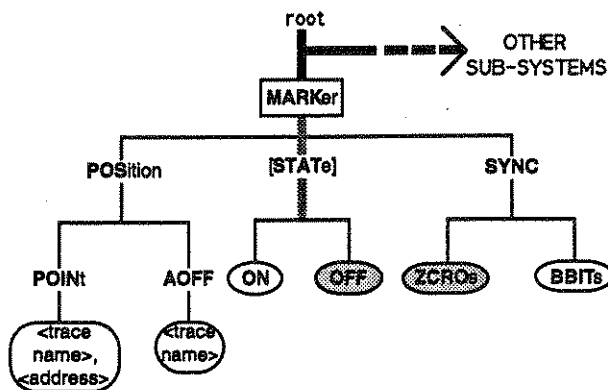 root
OTHER
SUB-SYSTEMS
MARKer
POSition
[STATe]
SYNC
POINt
AOFF
ON
OFF
ZCROs
BBITs
<trace
name>,
<address>
<trace
name>